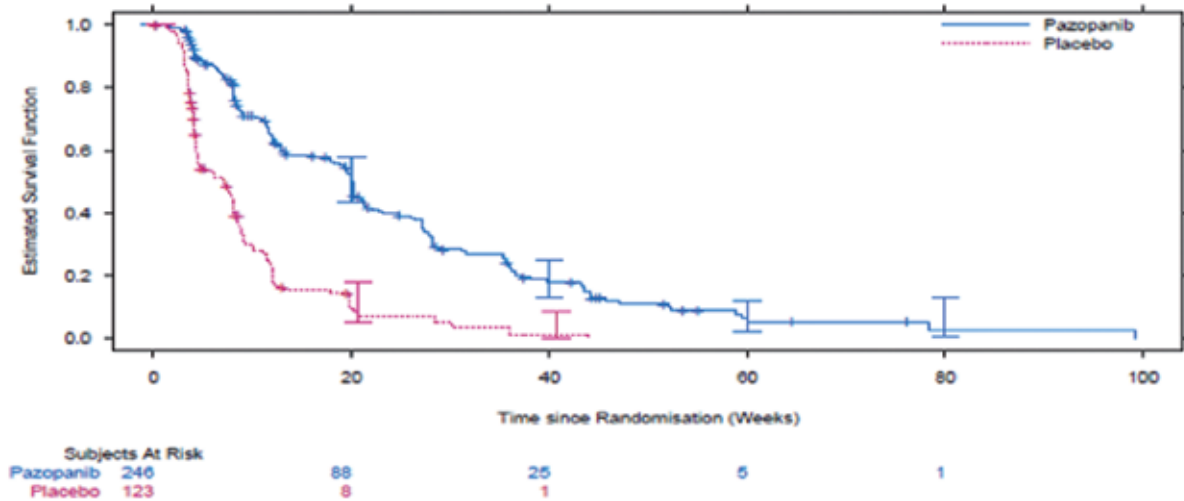 Estimated Survival Function
1.0
0.8
0.6
0.4
0.2
0.0
Pazopanib
Placebo
0 20 40 60 80 100
Time since Randomisation (Weeks)
Subjects At Risk
Pazopanib 246 88 25 5 1
Placebo 123 8 1